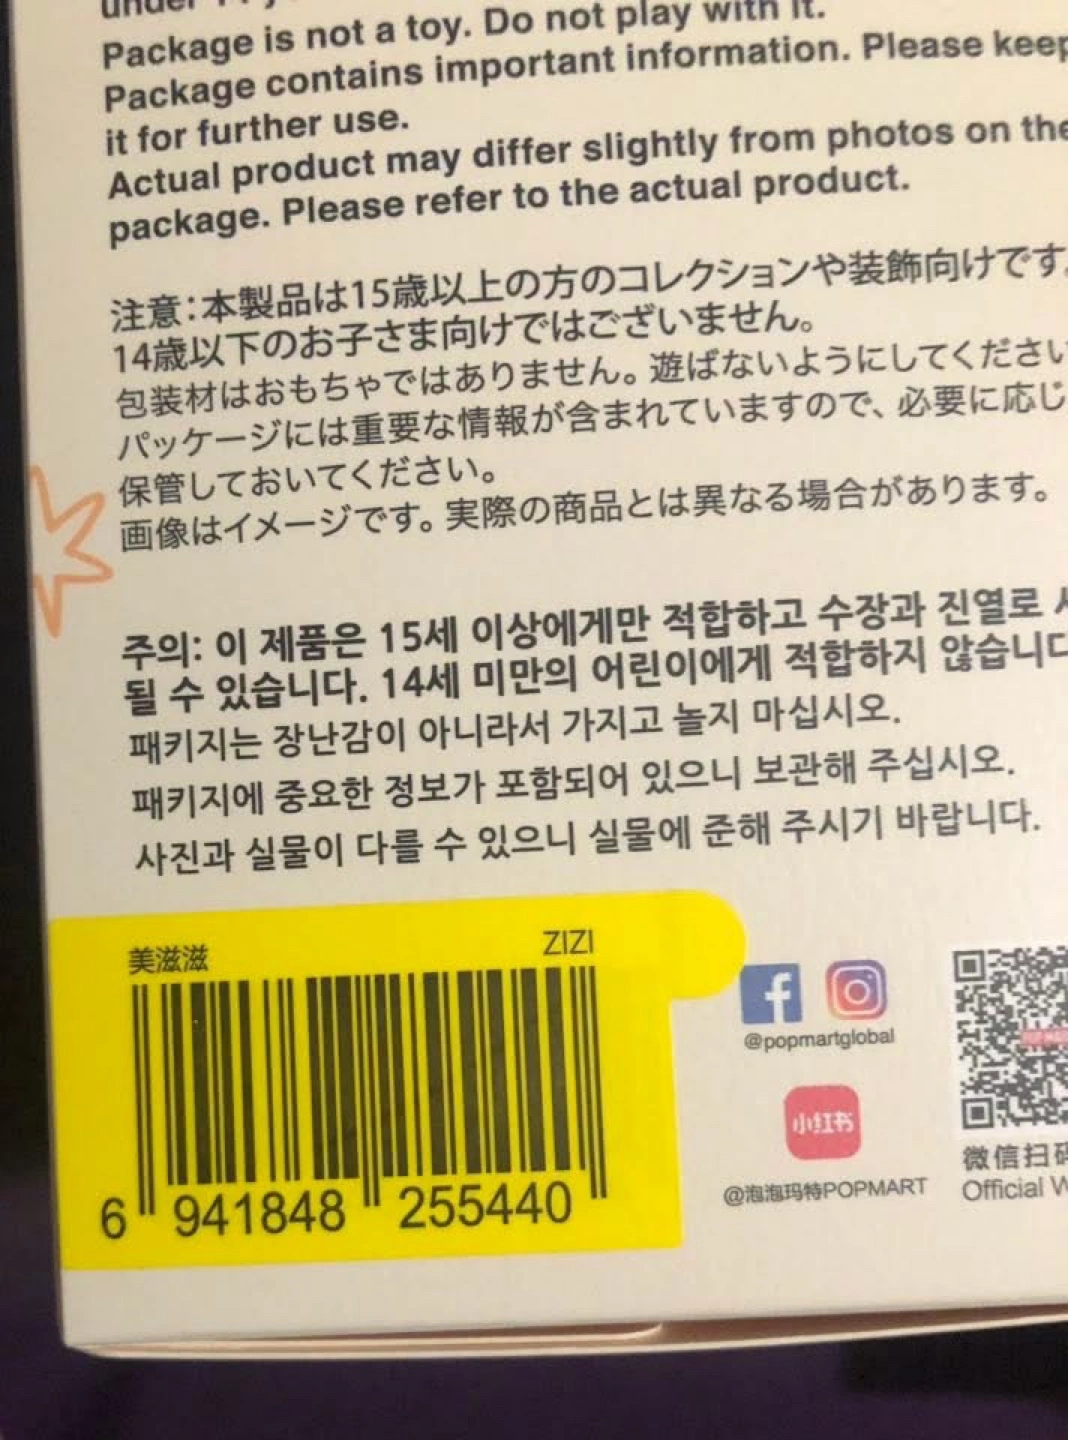 under
Package is not a toy. Do not play with it.
Package contains important information. Please keep
it for further use.
Actual product may differ slightly from photos on the
package. Please refer to the actual product.
注意：本製品は15歳以上の方のコレクションや装飾向けです。
14歳以下のお子さま向けではございません。
包装材はおもちゃではありません。遊ばないようにしてください
パッケージには重要な情報が含まれていますので、必要に応じ
保管しておいてください。
画像はイメージです。実際の商品とは異なる場合があります。
주의: 이 제품은 15세 이상에게만 적합하고 수장과 진열로
될 수 있습니다. 14세 미만의 어린이에게 적합하지 않습니다
패키지는 장난감이 아니라서 가지고 놀지 마십시오.
패키지에 중요한 정보가 포함되어 있으니 보관해 주십시오.
사진과 실물이 다를 수 있으니 실물에 준해 주시기 바랍니다.
美滋滋 ZIZI
6 941848 255440
@popmartglobal
小红书
@泡泡玛特POPMART
微信扫码
Official W